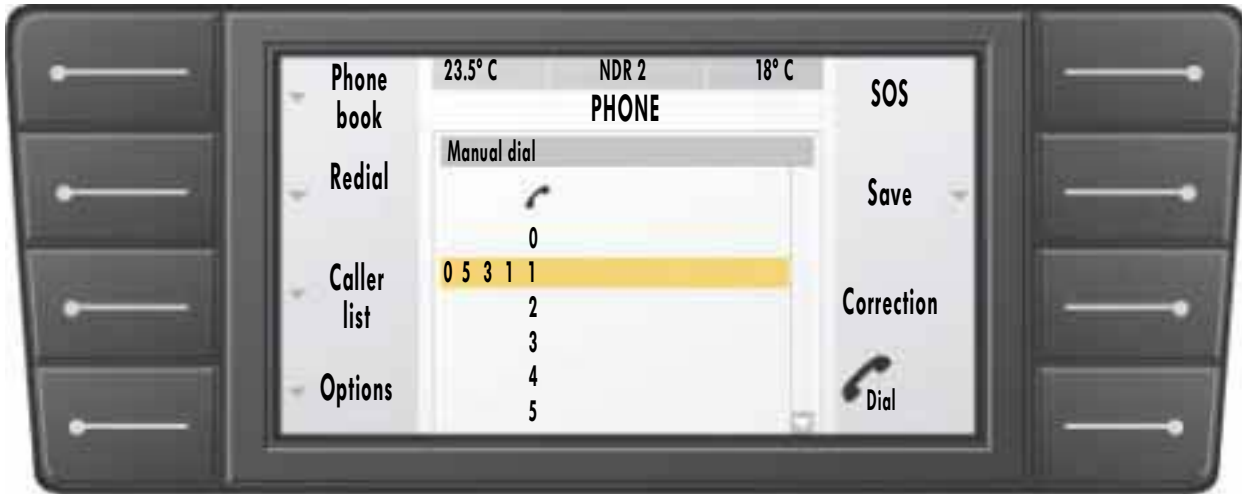 Phone
book
Redial
Caller
list
Options
23.5° C NDR 2 18° C
PHONE
Manual dial
0
0 5 3 1 1
2
3
4
5
SOS
Save
Correction
Dial